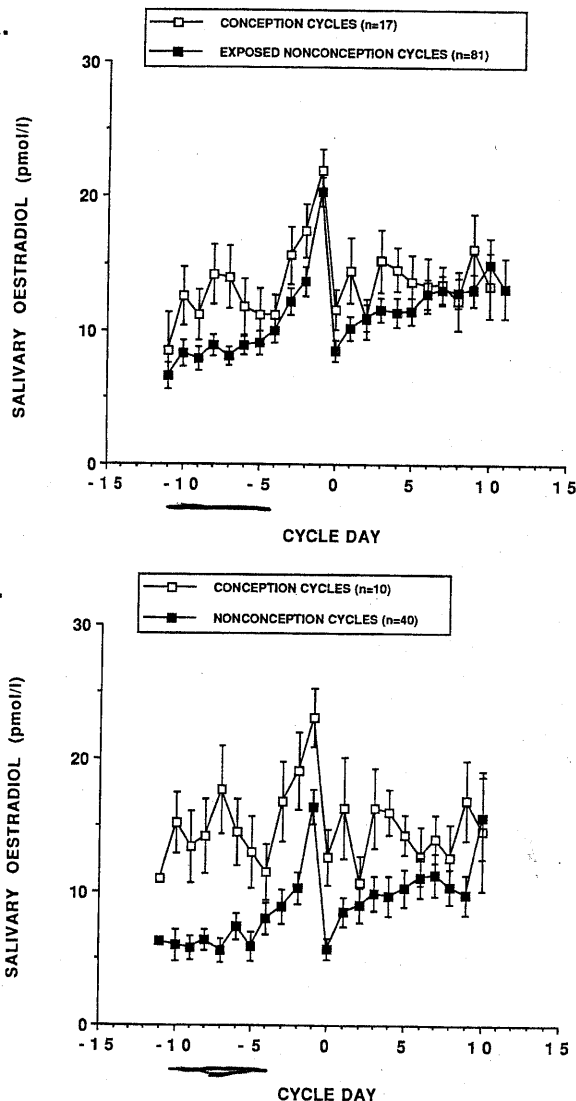 CONCEPTION CYCLES (n=17)
EXPOSED NONCONCEPTION CYCLES (n=81)
30
20
10
0
SALIVARY OESTRADIOL (pmol/l)
-15 -10 -5 0 5 10 15
CYCLE DAY
CONCEPTION CYCLES (n=10)
NONCONCEPTION CYCLES (n=40)
30
20
10
0
SALIVARY OESTRADIOL (pmol/l)
-15 -10 -5 0 5 10 15
CYCLE DAY